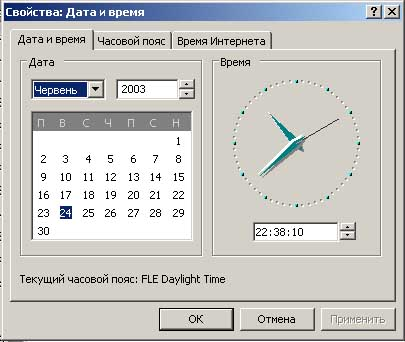 Свойства: Дата и время
Дата и время Часовой пояс Время Интернета
Дата Время
Червень 2003
П В С Ч П С Н
1
2 3 4 5 6 7 8
9 10 11 12 13 14 15
16 17 18 19 20 21 22
23 24 25 26 27 28 29
30
22:38:10
Текущий часовой пояс: FLE Daylight Time
OK Отмена Применить